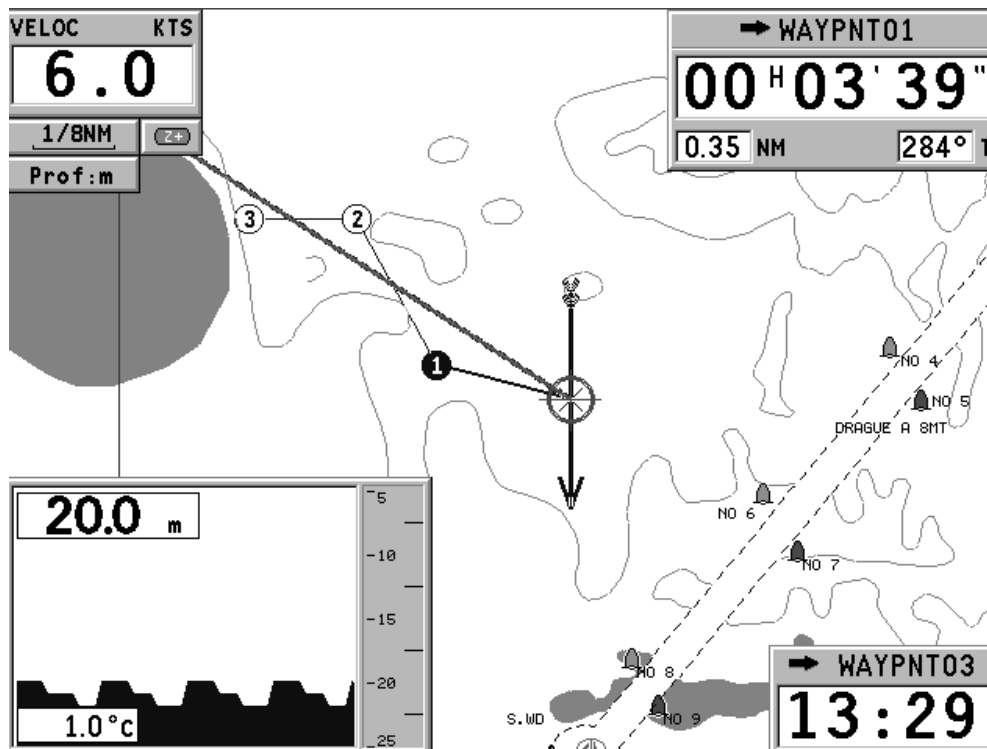 VELOC KTS
6.0
1/8NM Z+
Prof:m
➡ WAYPNT01
00 H 03 ' 39 "
0.35 NM 284° T
3 2
1
NO 4
NO 5
DRAGUE A 8MT
NO 6
NO 7
NO 8
S.WD
NO 9
20.0 m
5
-10
-15
-20
-25
1.0°c
➡ WAYPNT03
13:29